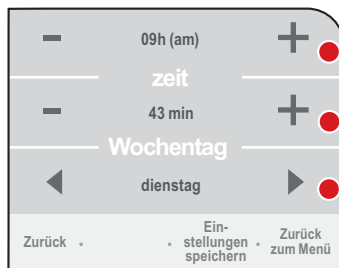 09h (am)
zeit
43 min
Wochentag
dienstag
Zurück
Ein-
stellungen
speichern
Zurück
zum Menü